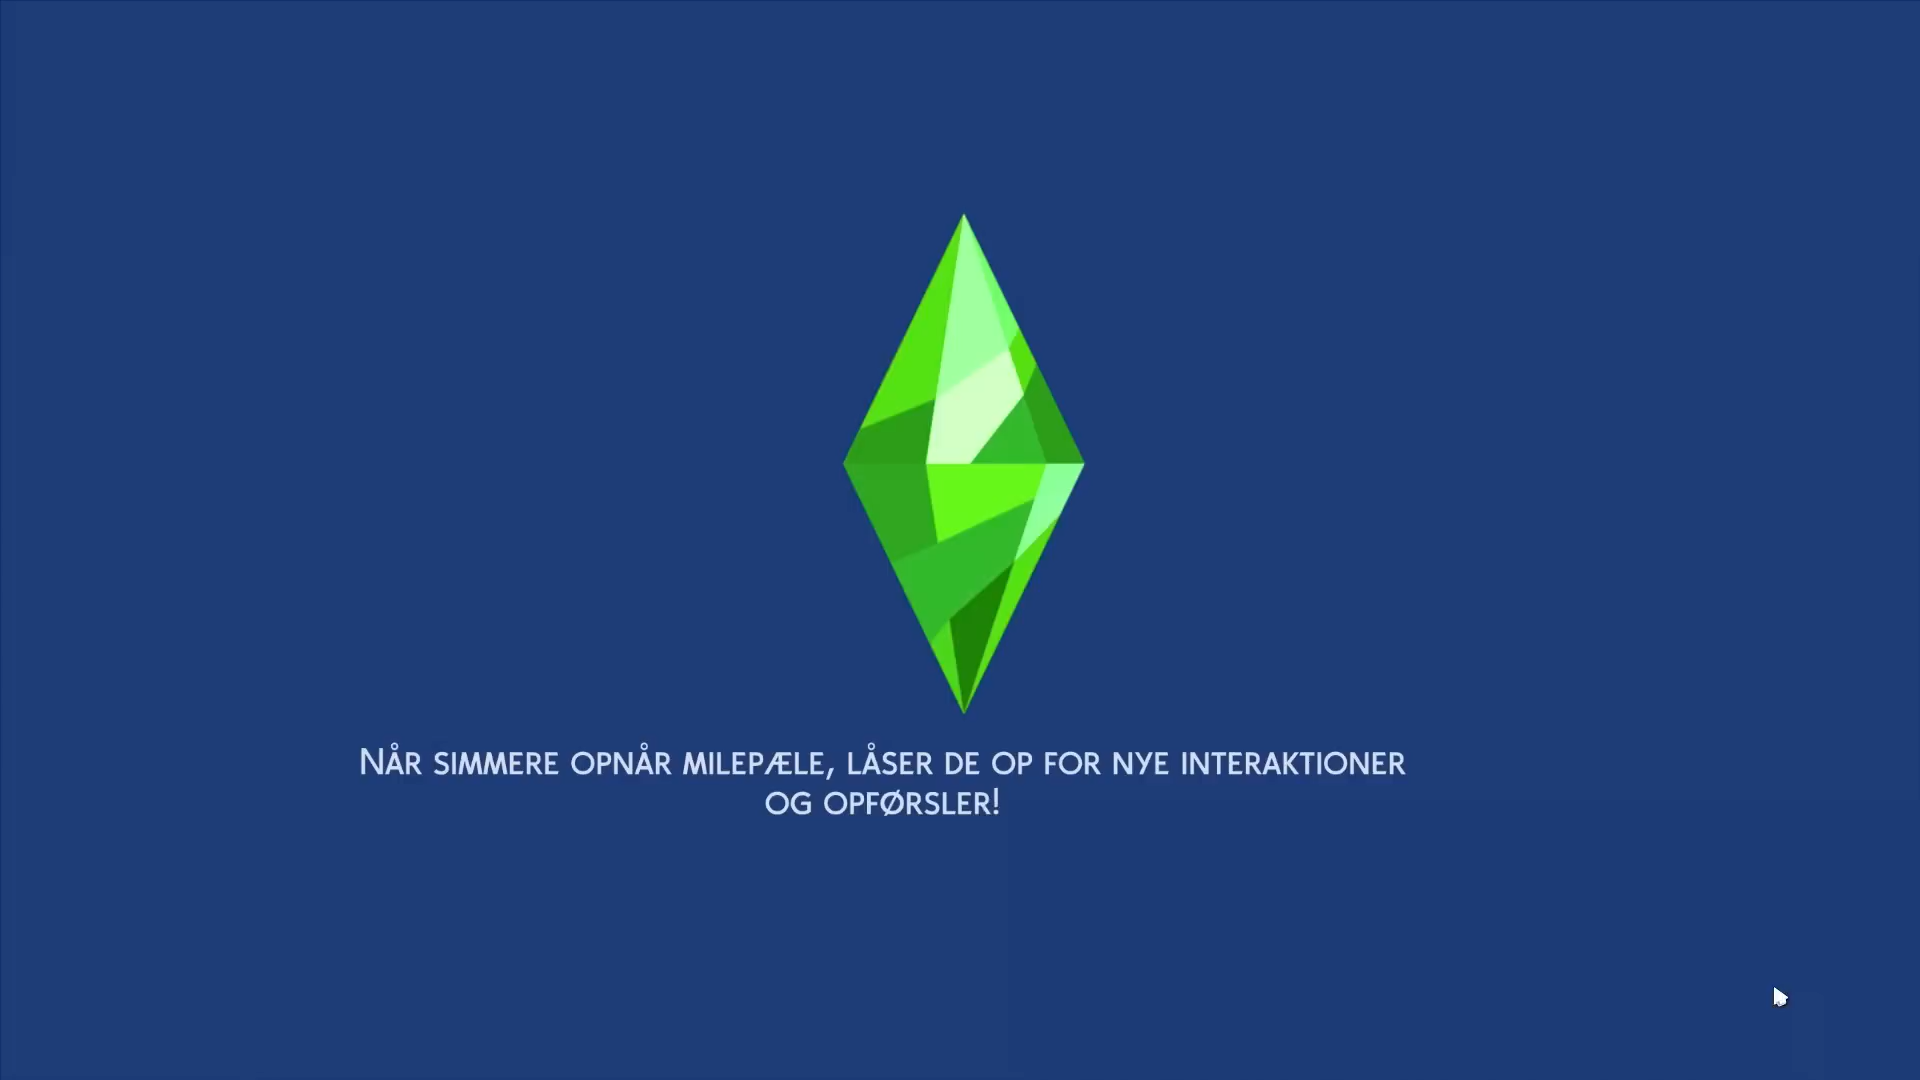 Når simmere opnår milepæle, låser de op for nye interaktioner
og opførsler!